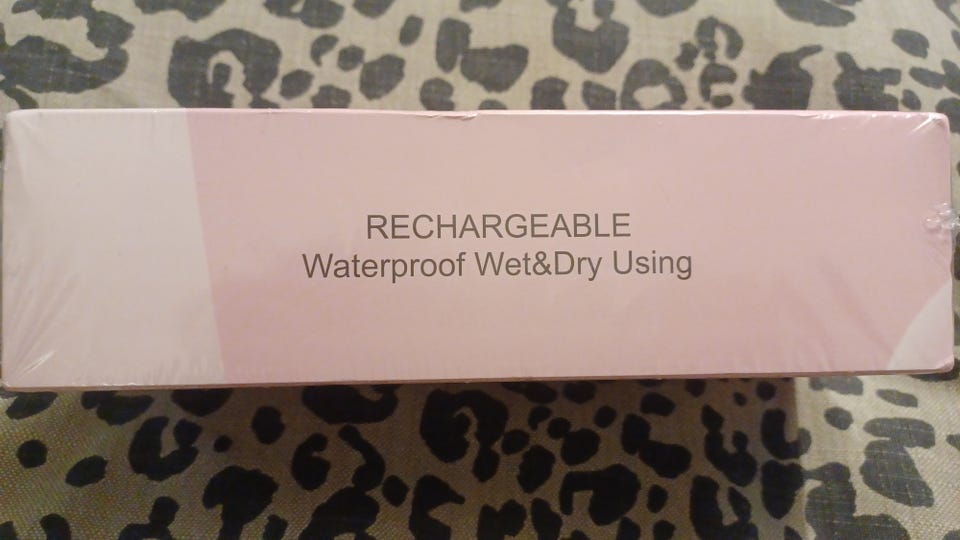 RECHARGEABLE
Waterproof Wet&Dry Using